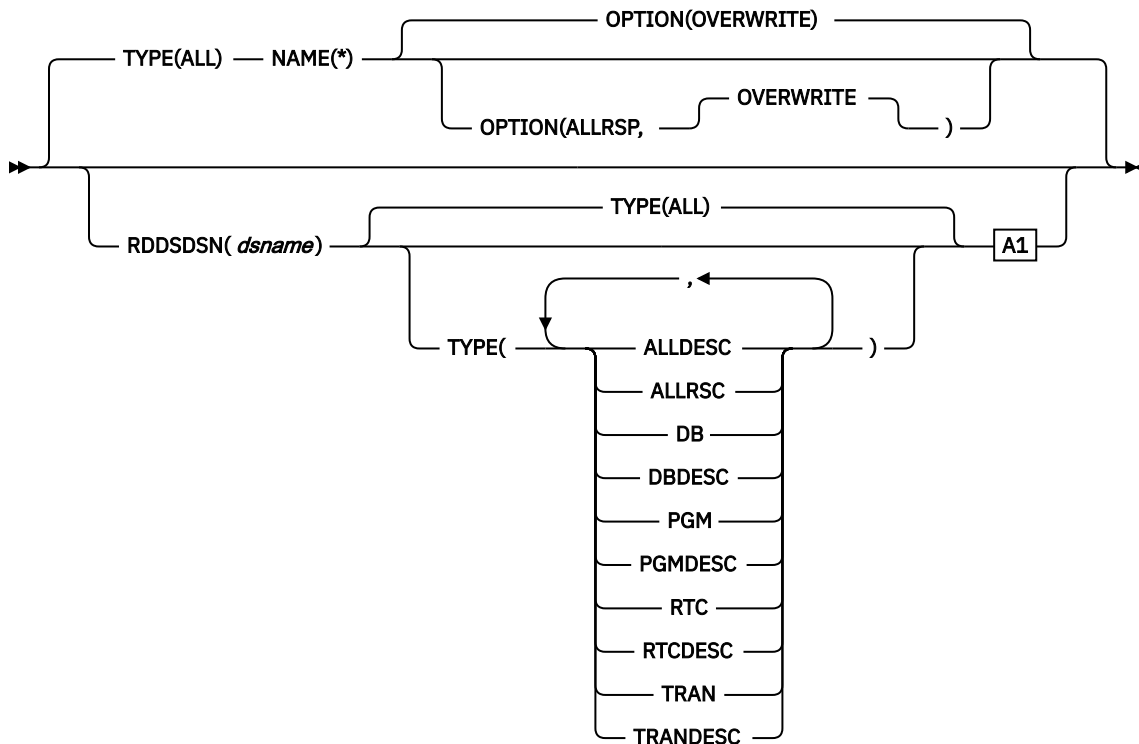 OPTION(OVERWRITE)
TYPE(ALL) NAME(*)
OVERWRITE
OPTION(ALLRSP, )
TYPE(ALL)
RDDSDSN( dsname) A1
,
TYPE( ALLDESC )
ALLRSC
DB
DBDESC
PGM
PGMDESC
RTC
RTCDESC
TRAN
TRANDESC